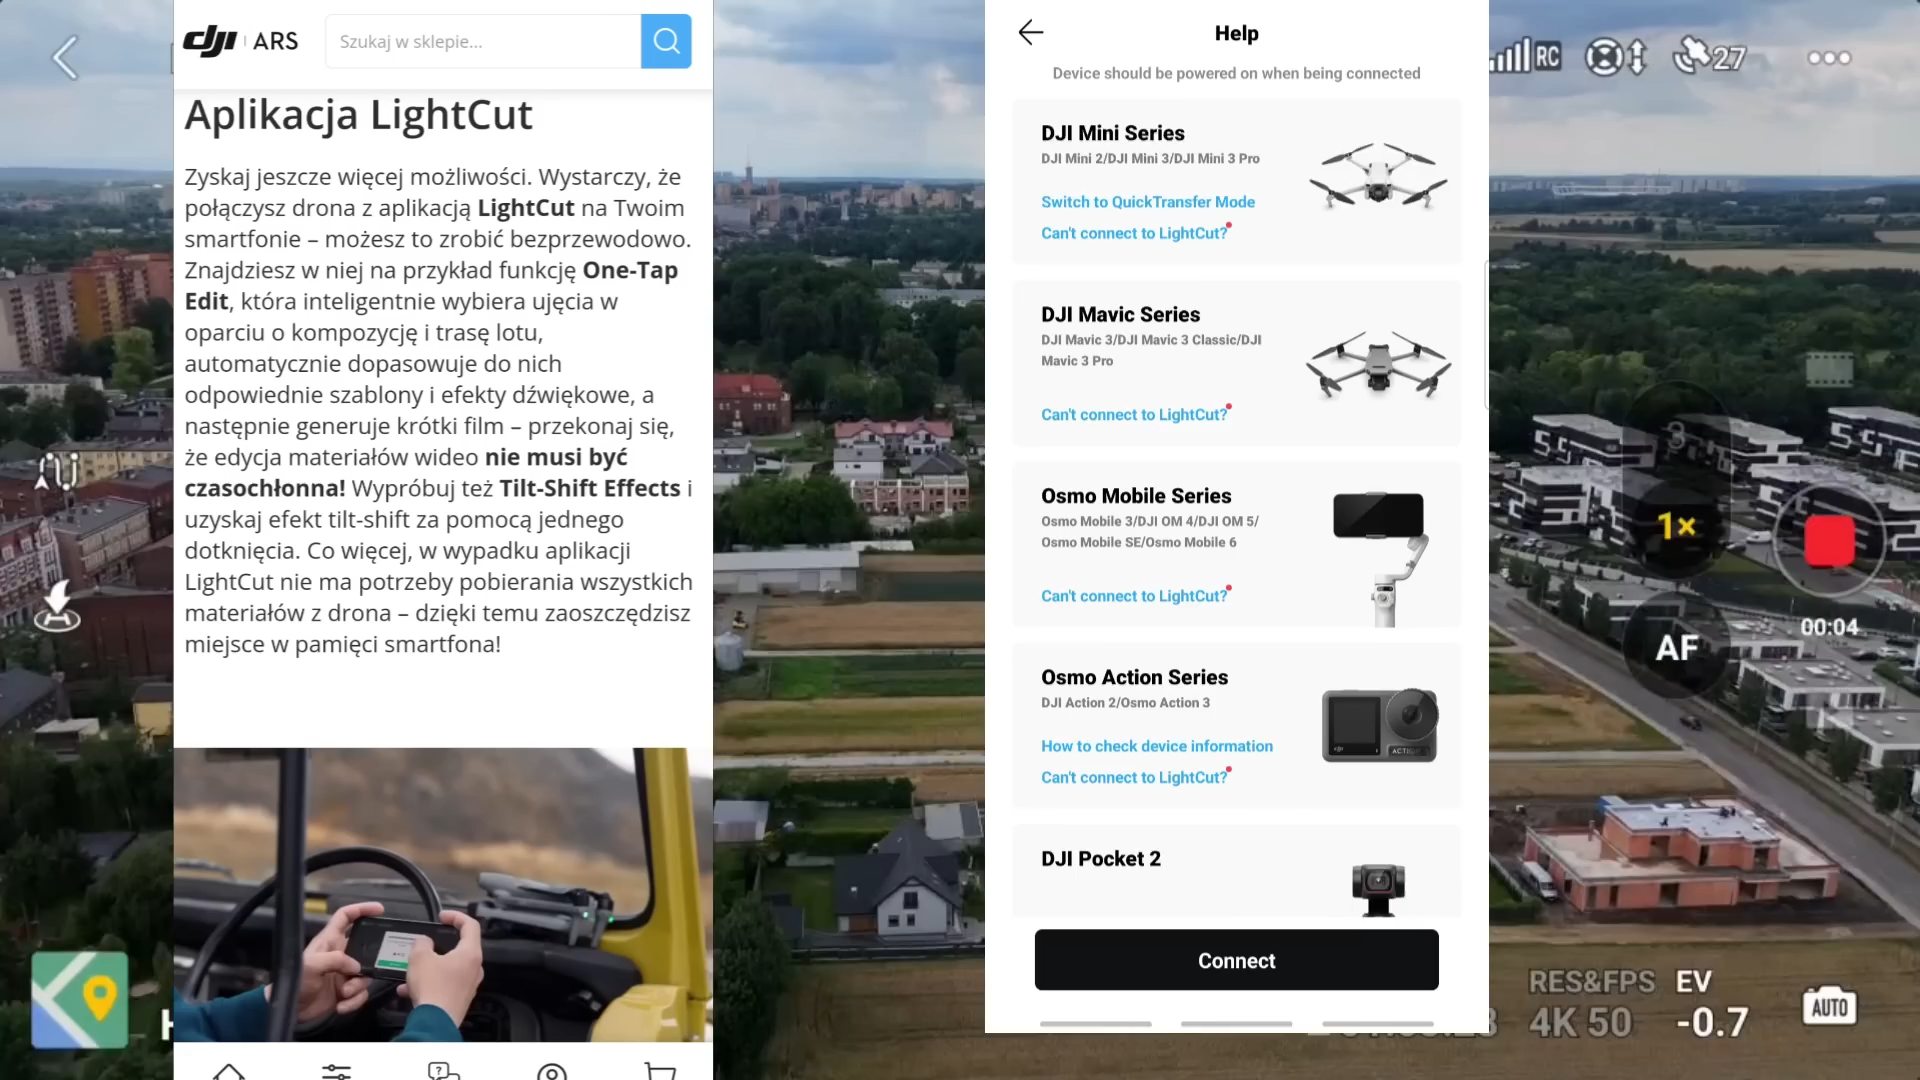 dji ARS
Szukaj w sklepie...
Aplikacja LightCut
Zyskaj jeszcze więcej możliwości. Wystarczy, że
połączysz drona z aplikacją LightCut na Twoim
smartfonie – możesz to zrobić bezprzewodowo.
Znajdziesz w niej na przykład funkcję One-Tap
Edit, która inteligentnie wybiera ujęcia w
oparciu o kompozycję i trasę lotu,
automatycznie dopasowuje do nich
odpowiednie szablony i efekty dźwiękowe, a
następnie generuje krótki film – przekonaj się,
że edycja materiałów wideo nie musi być
czasochłonna! Wypróbuj też Tilt-Shift Effects i
uzyskaj efekt tilt-shift za pomocą jednego
dotknięcia. Co więcej, w wypadku aplikacji
LightCut nie ma potrzeby pobierania wszystkich
materiałów z drona – dzięki temu zaoszczędzisz
miejsce w pamięci smartfona!
Help
Device should be powered on when being connected
DJI Mini Series
DJI Mini 2/DJI Mini 3/DJI Mini 3 Pro
Switch to QuickTransfer Mode
Can't connect to LightCut?
DJI Mavic Series
DJI Mavic 3/DJI Mavic 3 Classic/DJI
Mavic 3 Pro
Can't connect to LightCut?
Osmo Mobile Series
Osmo Mobile 3/DJI OM 4/DJI OM 5/
Osmo Mobile SE/Osmo Mobile 6
Can't connect to LightCut?
Osmo Action Series
DJI Action 2/Osmo Action 3
How to check device information
Can't connect to LightCut?
DJI Pocket 2
Connect
RC
27
3
1×
00:04
AF
RES&FPS EV
4K 50 -0.7
AUTO
H